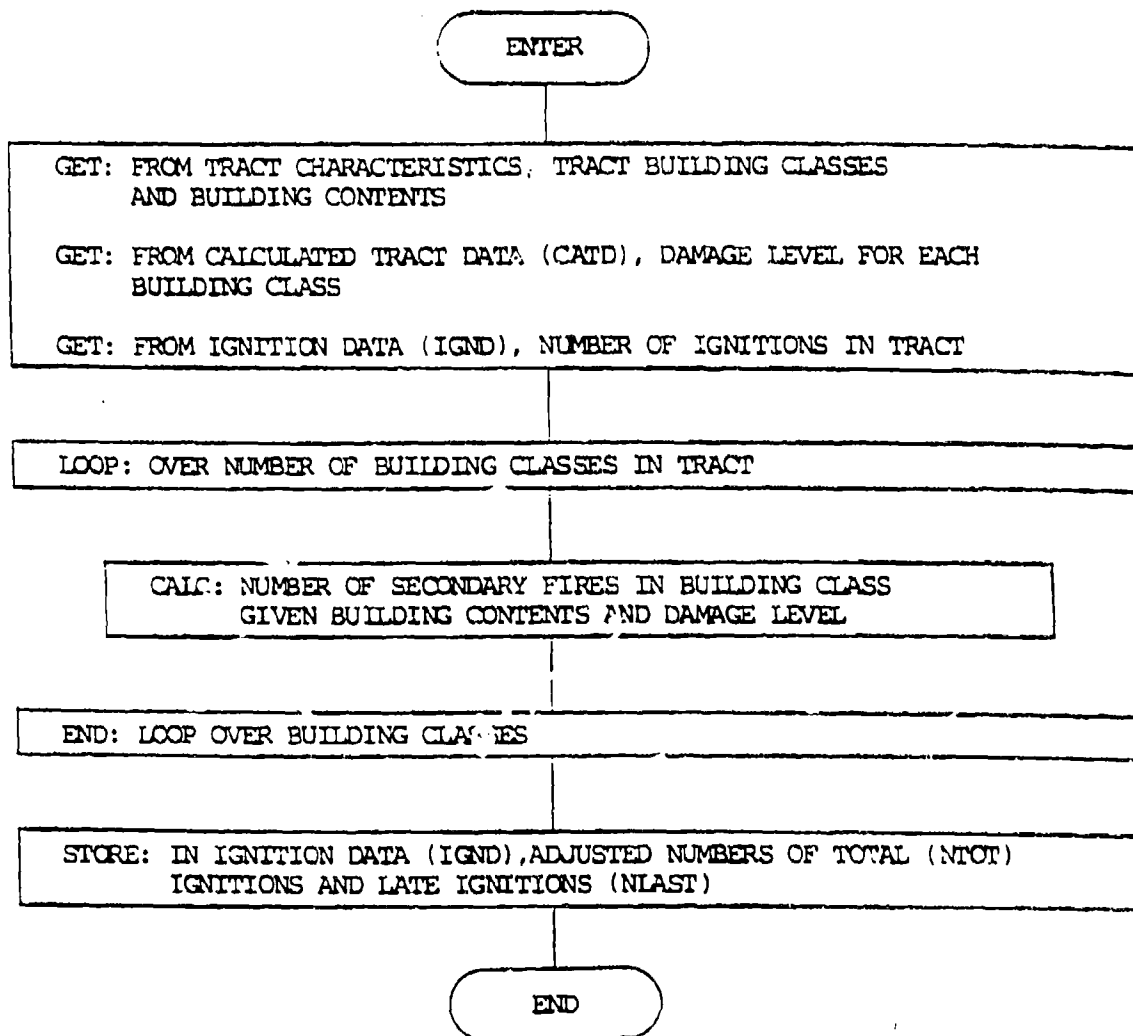 ENTER
GET: FROM TRACT CHARACTERISTICS, TRACT BUILDING CLASSES
AND BUILDING CONTENTS
GET: FROM CALCULATED TRACT DATA (CATD), DAMAGE LEVEL FOR EACH
BUILDING CLASS
GET: FROM IGNITION DATA (IGND), NUMBER OF IGNITIONS IN TRACT
LOOP: OVER NUMBER OF BUILDING CLASSES IN TRACT
CALC: NUMBER OF SECONDARY FIRES IN BUILDING CLASS
GIVEN BUILDING CONTENTS AND DAMAGE LEVEL
END: LOOP OVER BUILDING CLASSES
STORE: IN IGNITION DATA (IGND),ADJUSTED NUMBERS OF TOTAL (NTOT)
IGNITIONS AND LATE IGNITIONS (NLAST)
END